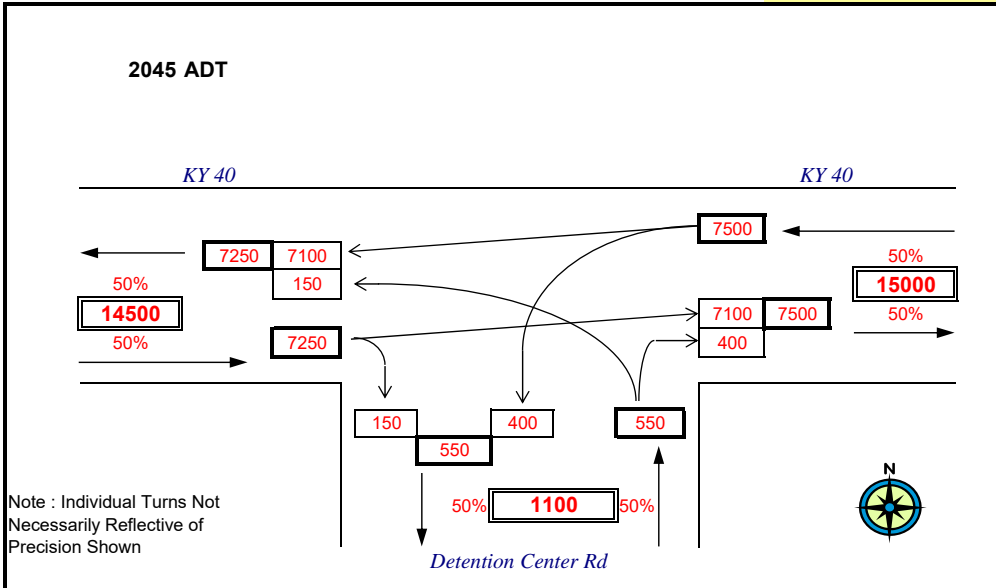 2045 ADT
KY 40 KY 40
7500
7250 7100
50%
50%
150
14500
15000
7100 7500
50%
50%
7250
400
150 400 550
550
N
50% 1100 50%
Note : Individual Turns Not
Necessarily Reflective of
Precision Shown
Detention Center Rd